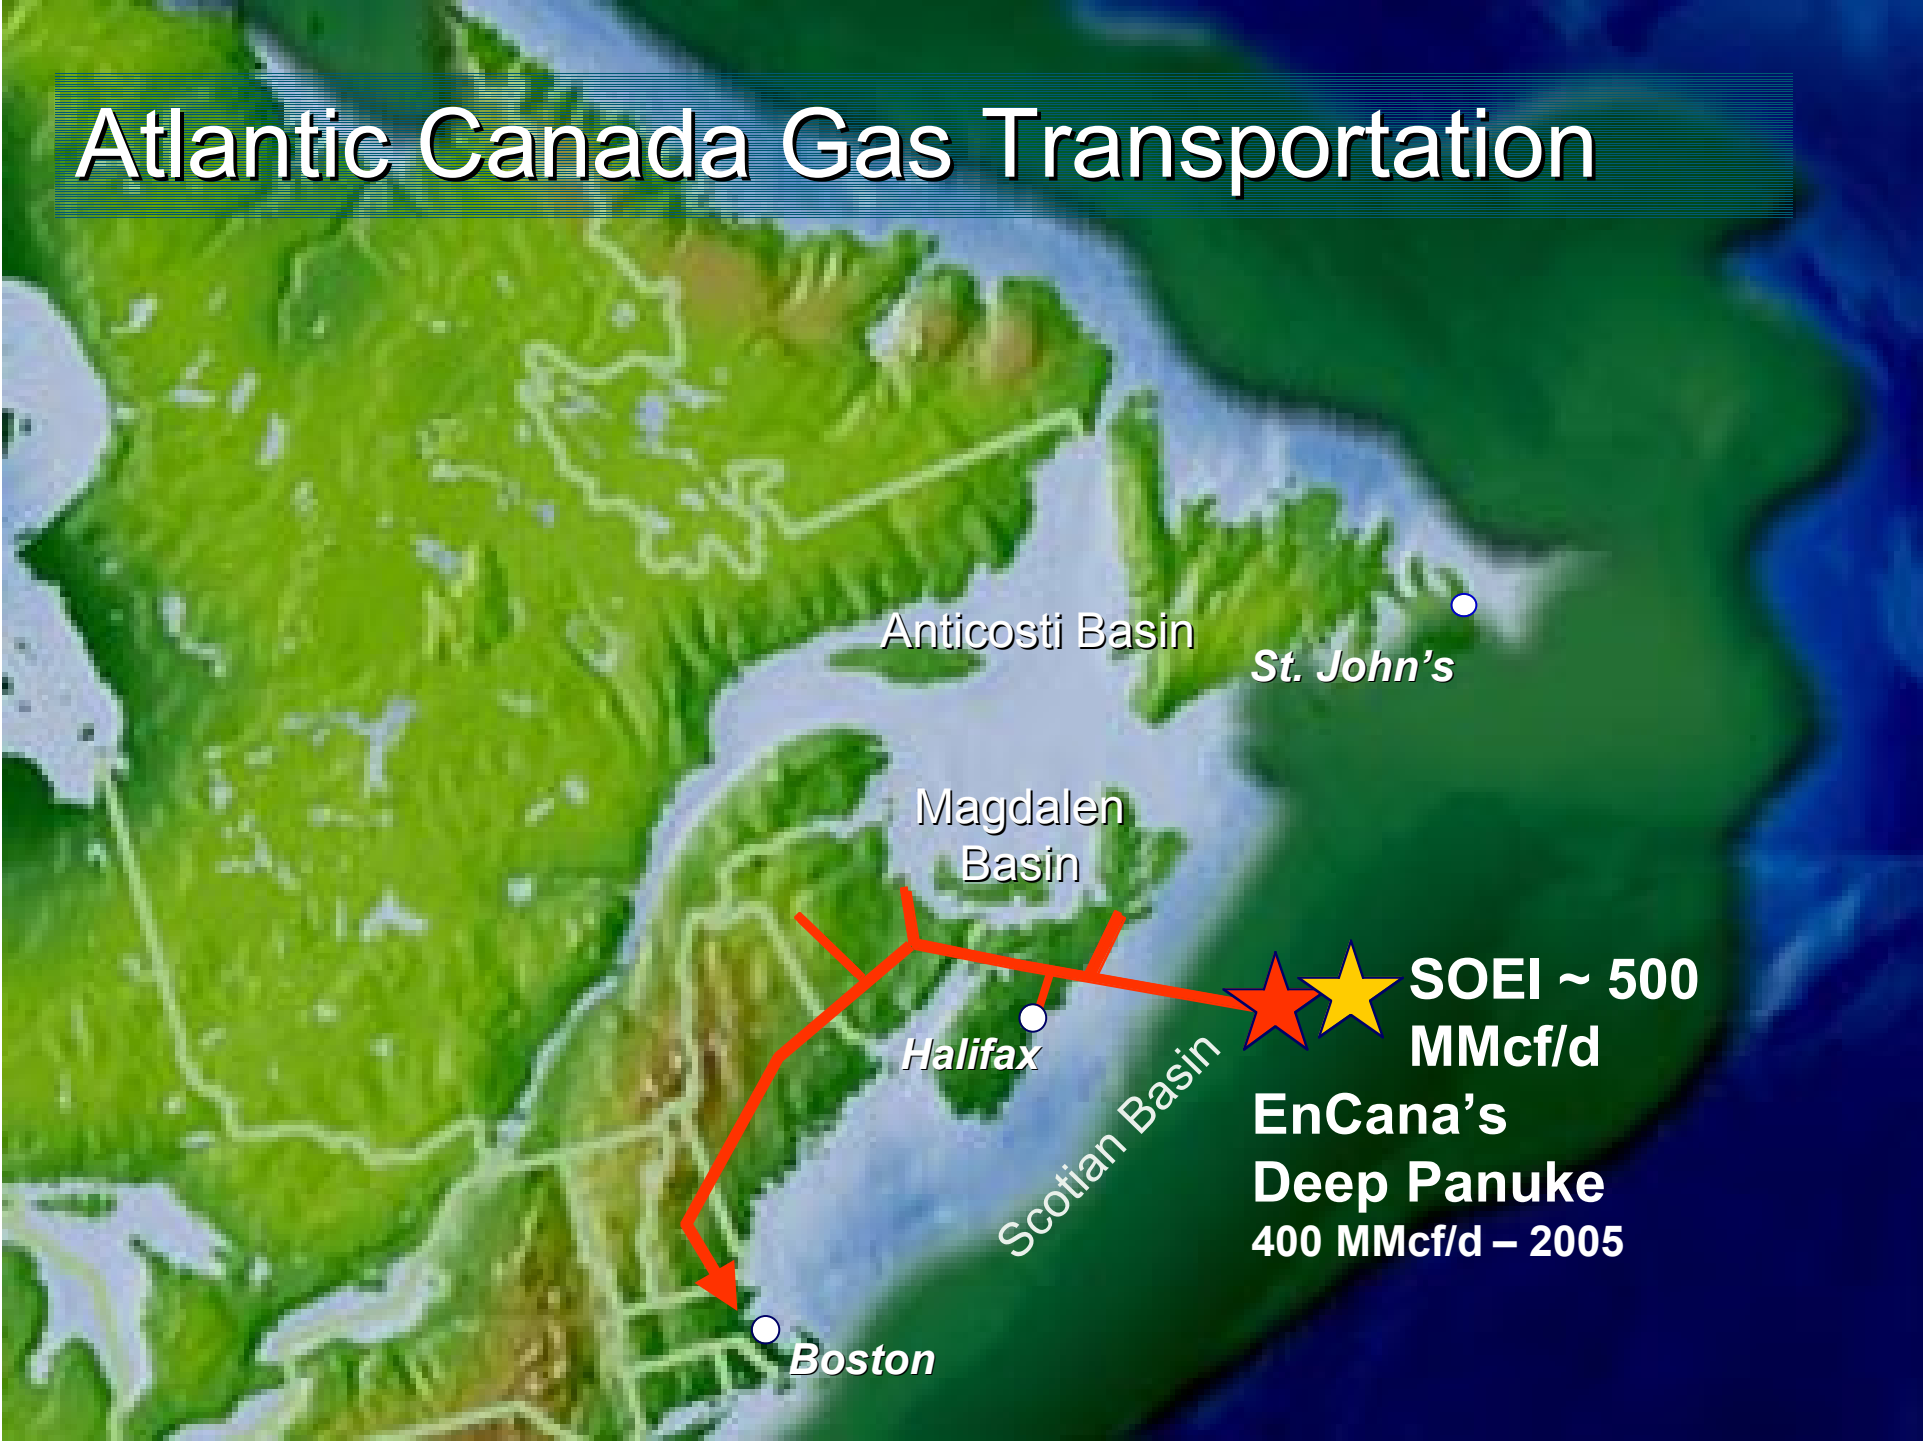 Atlantic Canada Gas Transportation
Anticosti Basin
St. John’s
Magdalen
Basin
SOEI ~ 500
MMcf/d
Halifax
Scotian Basin
EnCana’s
Deep Panuke
400 MMcf/d – 2005
Boston